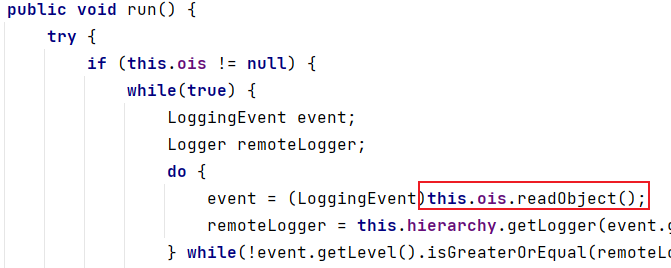 public void run() {
try {
if (this.ois != null) {
while(true) {
LoggingEvent event;
Logger remoteLogger;
do {
event = (LoggingEvent)this.ois.readObject();
remoteLogger = this.hierarchy.getLogger(event.g
} while(!event.getLevel().isGreaterOrEqual(remoteLo